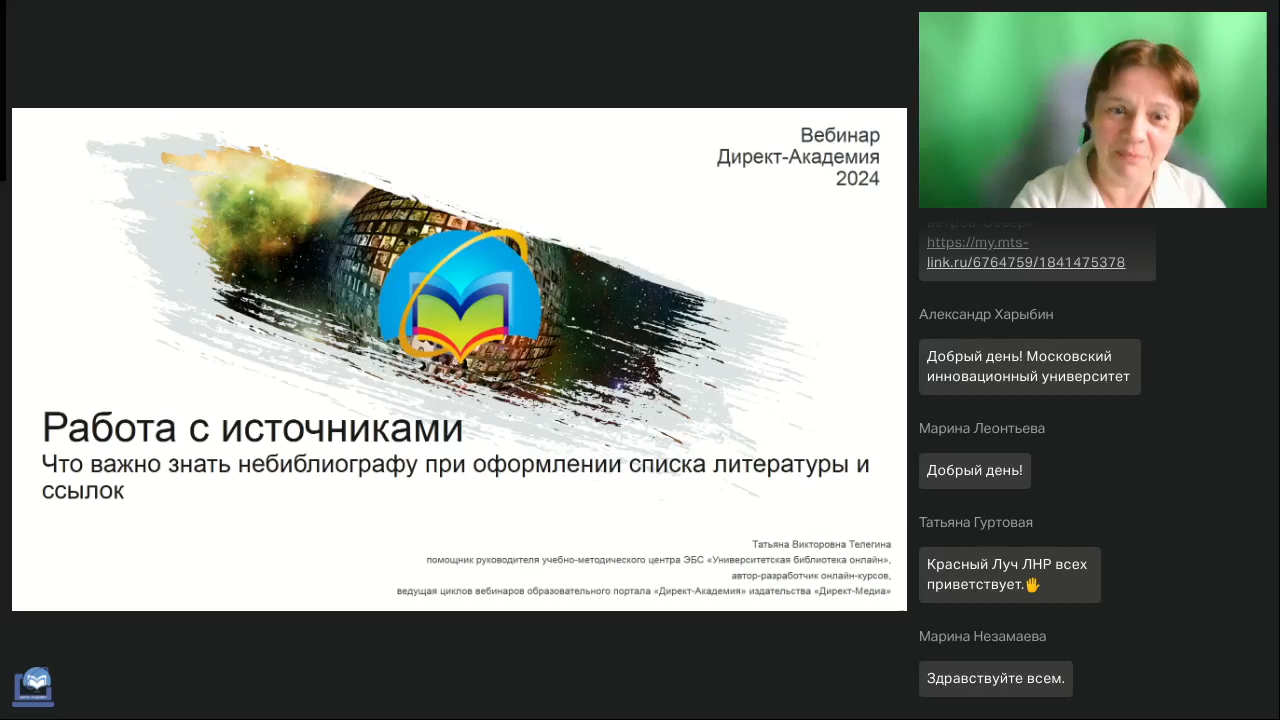 Вебинар
Директ-Академия
2024
Работа с источниками
Что важно знать небиблиографу при оформлении списка литературы и
ссылок
Татьяна Викторовна Телегина
помощник руководителя учебно-методического центра ЭБС «Университетская библиотека онлайн»,
автор-разработчик онлайн-курсов,
ведущая циклов вебинаров образовательного портала «Директ-Академия» издательства «Директ-Медиа»
https://my.mts-
link.ru/6764759/1841475378
Александр Харыбин
Добрый день! Московский
инновационный университет
Марина Леонтьева
Добрый день!
Татьяна Гуртовая
Красный Луч ЛНР всех
приветствует.🖐
Марина Незамаева
Здравствуйте всем.